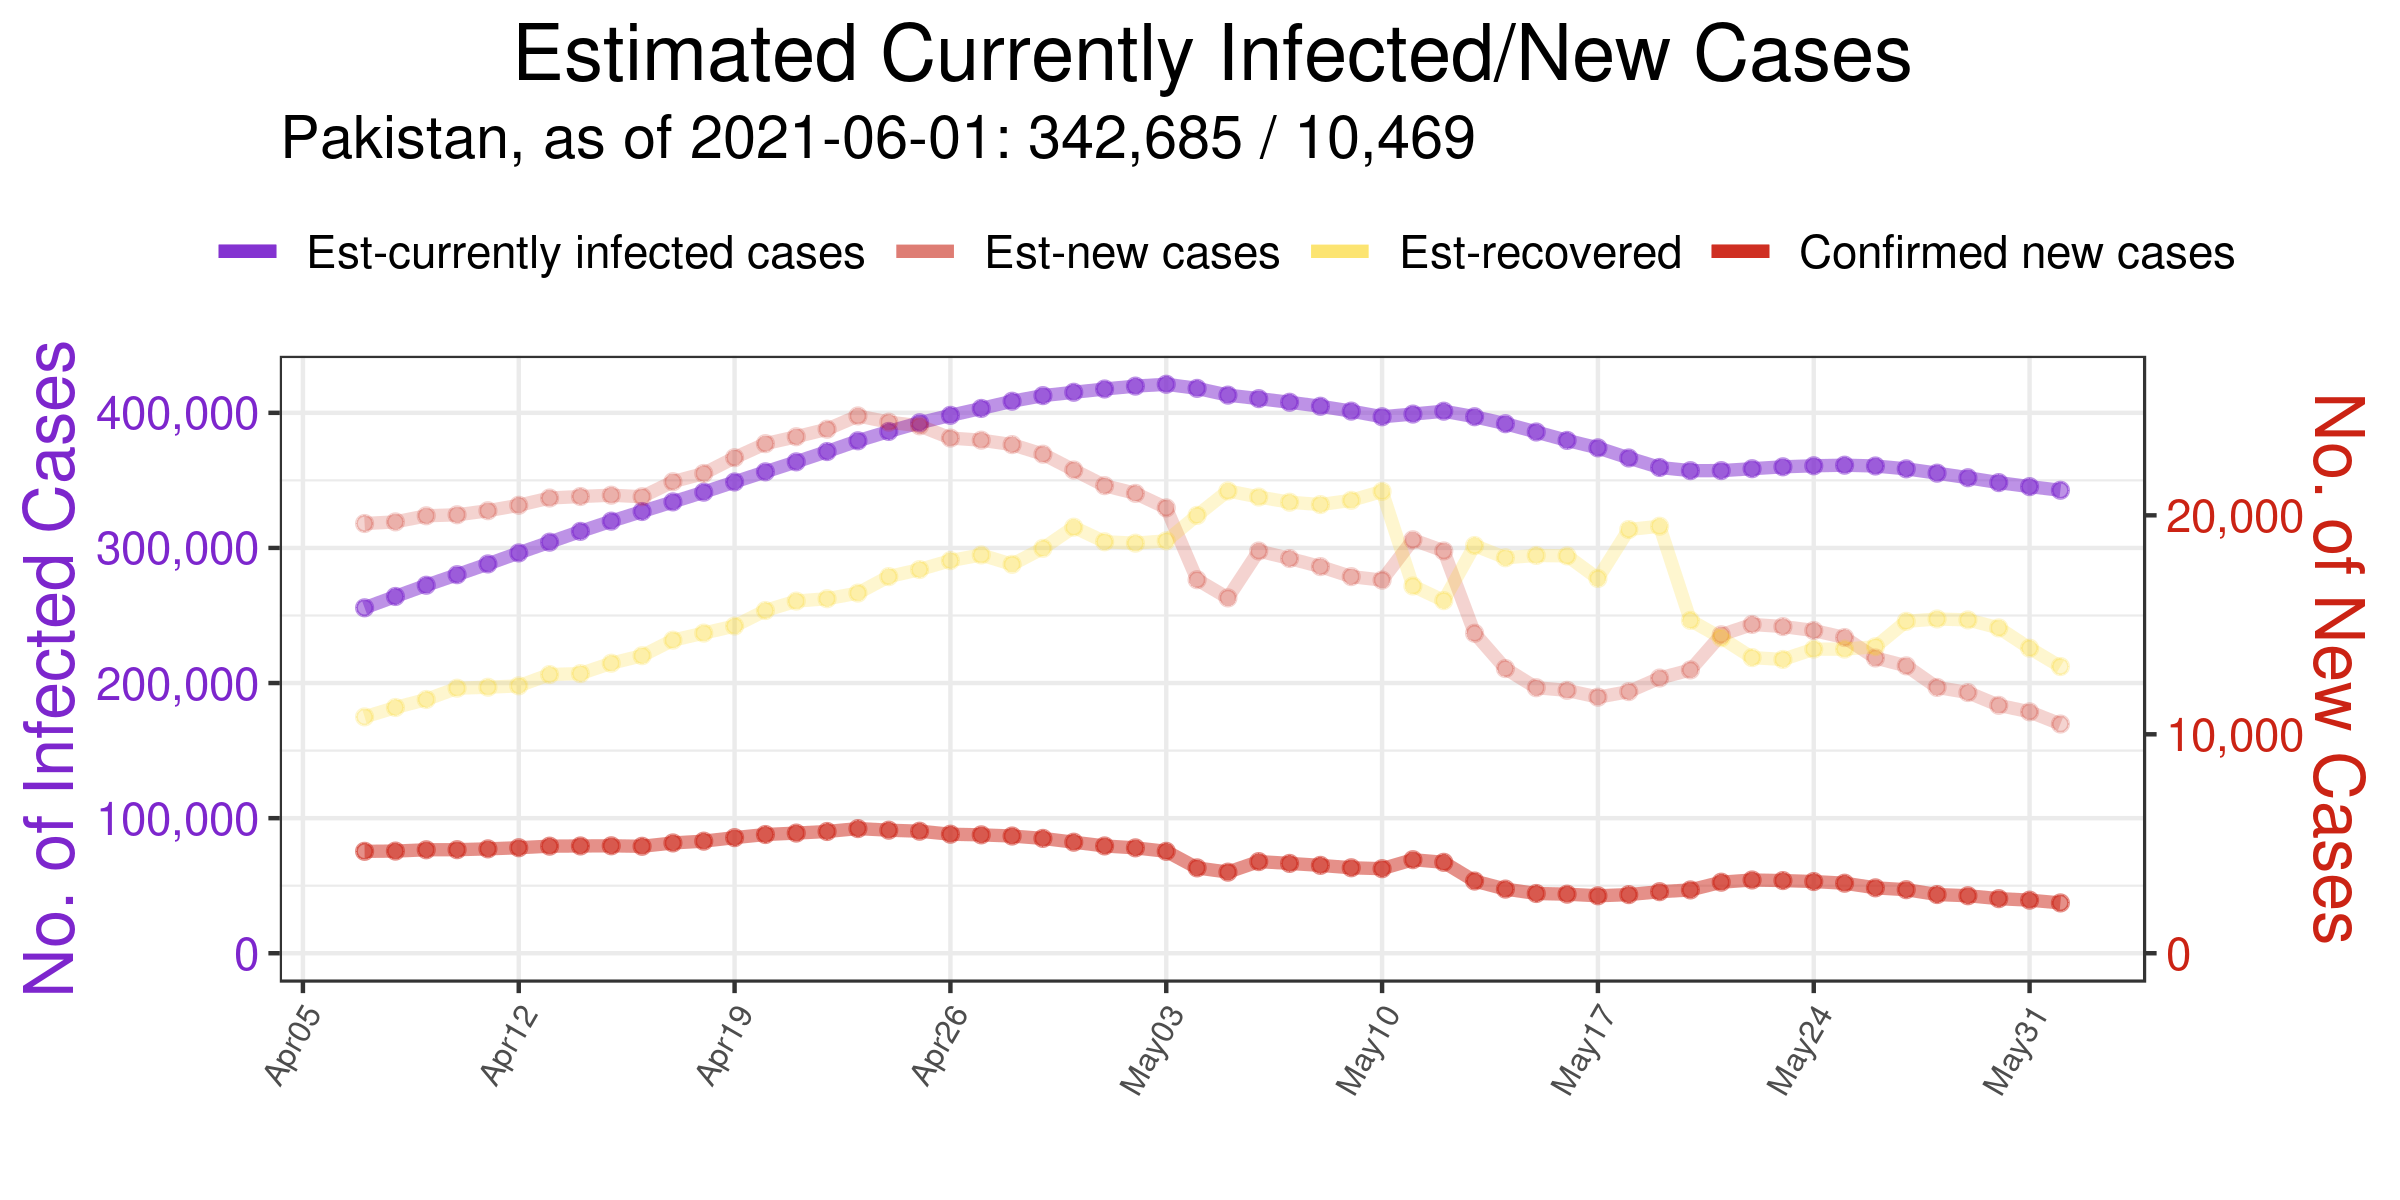 Estimated Currently Infected/New Cases
Pakistan, as of 2021-06-01: 342,685 / 10,469
Est-currently infected cases Est-new cases Est-recovered Confirmed new cases
No. of Infected Cases
400,000
300,000
200,000
100,000
0
20,000
10,000
0
No. of New Cases
Apr05 Apr12 Apr19 Apr26 May03 May10 May17 May24 May31